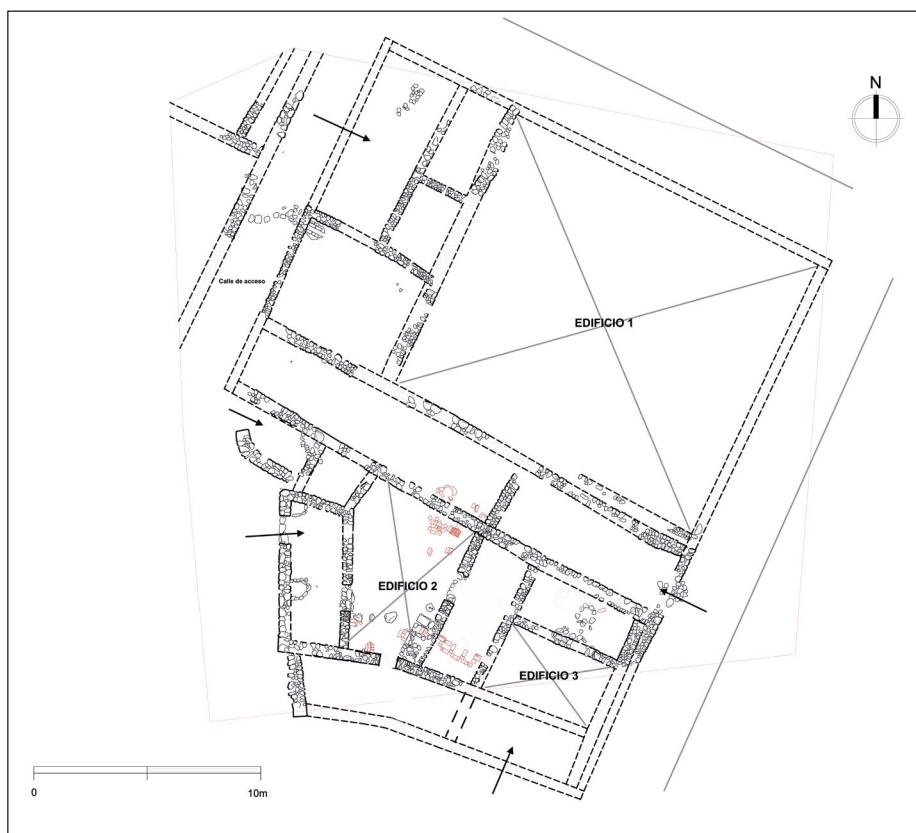 N
Calle de acceso
EDIFICIO 1
EDIFICIO 2
EDIFICIO 3
0 10m